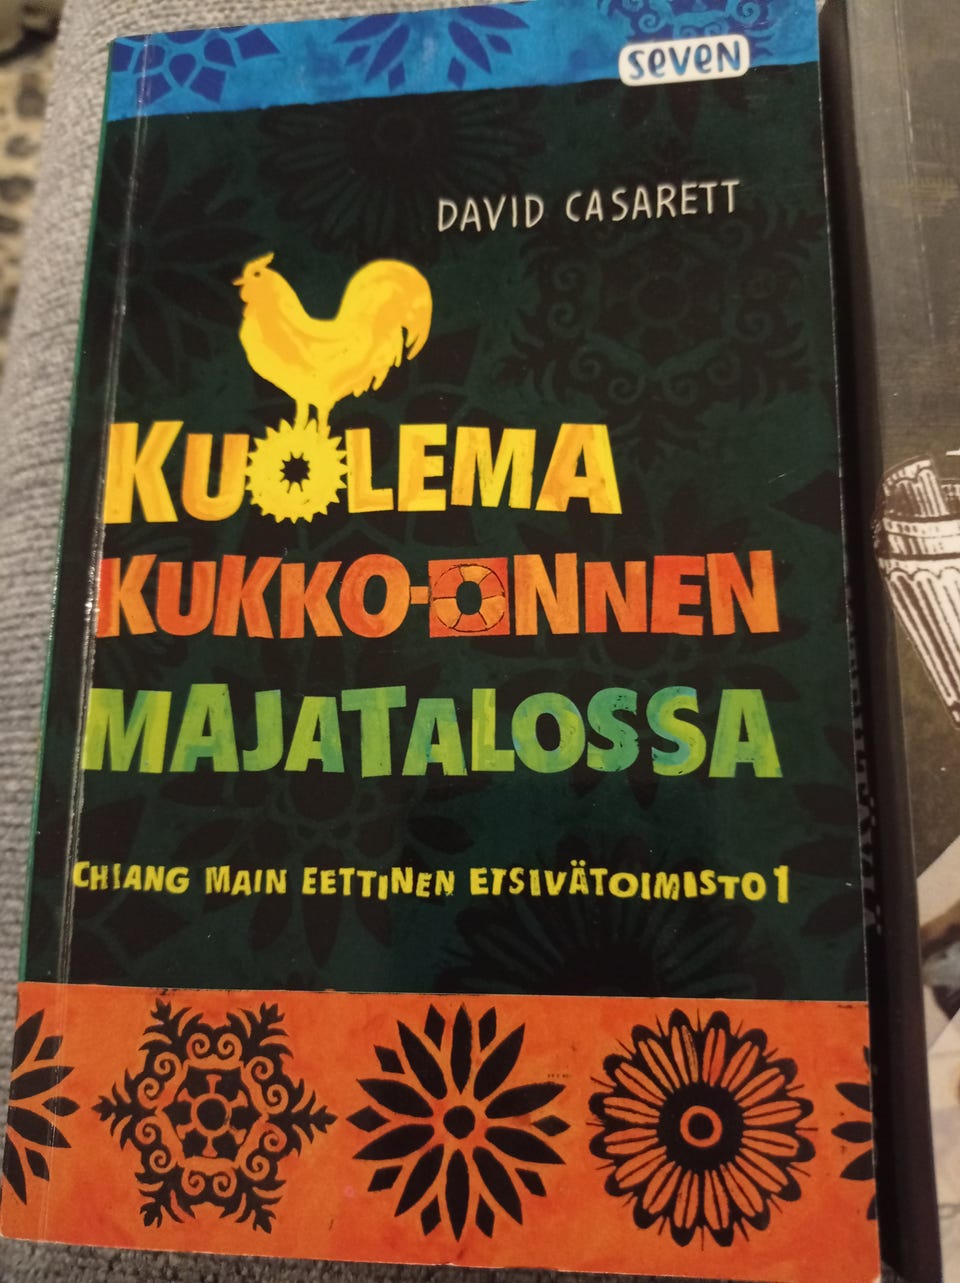 seven
DAVID CASARETT
KUOLEMA
KUKKO-ONNEN
MAJATALOSSA
CHIANG MAIN EETTINEN ETSIVÄTOIMISTO 1